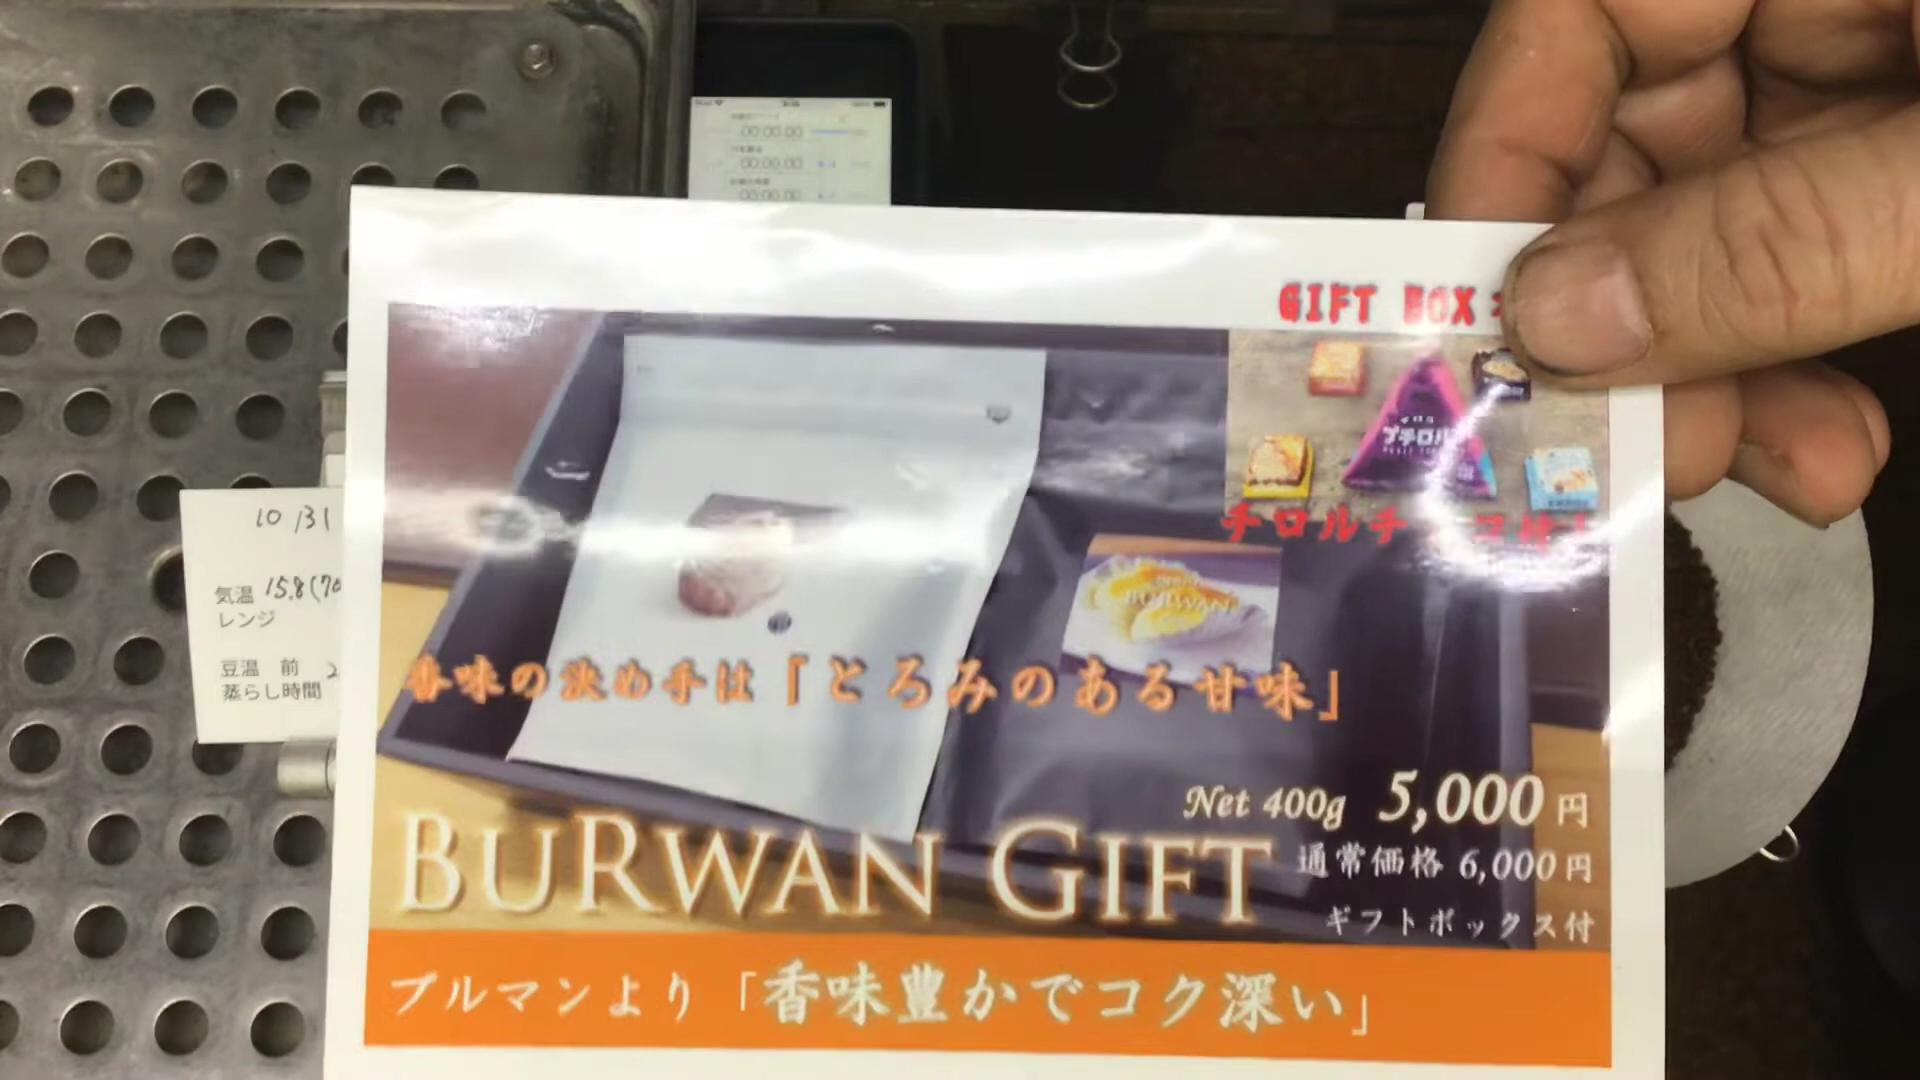 00:00.00
00:00.00
00:00.00
10/31
気温 15.8(70
レンジ
豆温 前 2
蒸らし時間
GIFT BOX
プチロル
チロルチ
BURWAN
香味の決め手は「とろみのある甘味」
Net 400g 5,000円
通常価格 6,000円
ギフトボックス付
BURWAN GIFT
ブルマンより「香味豊かでコク深い」